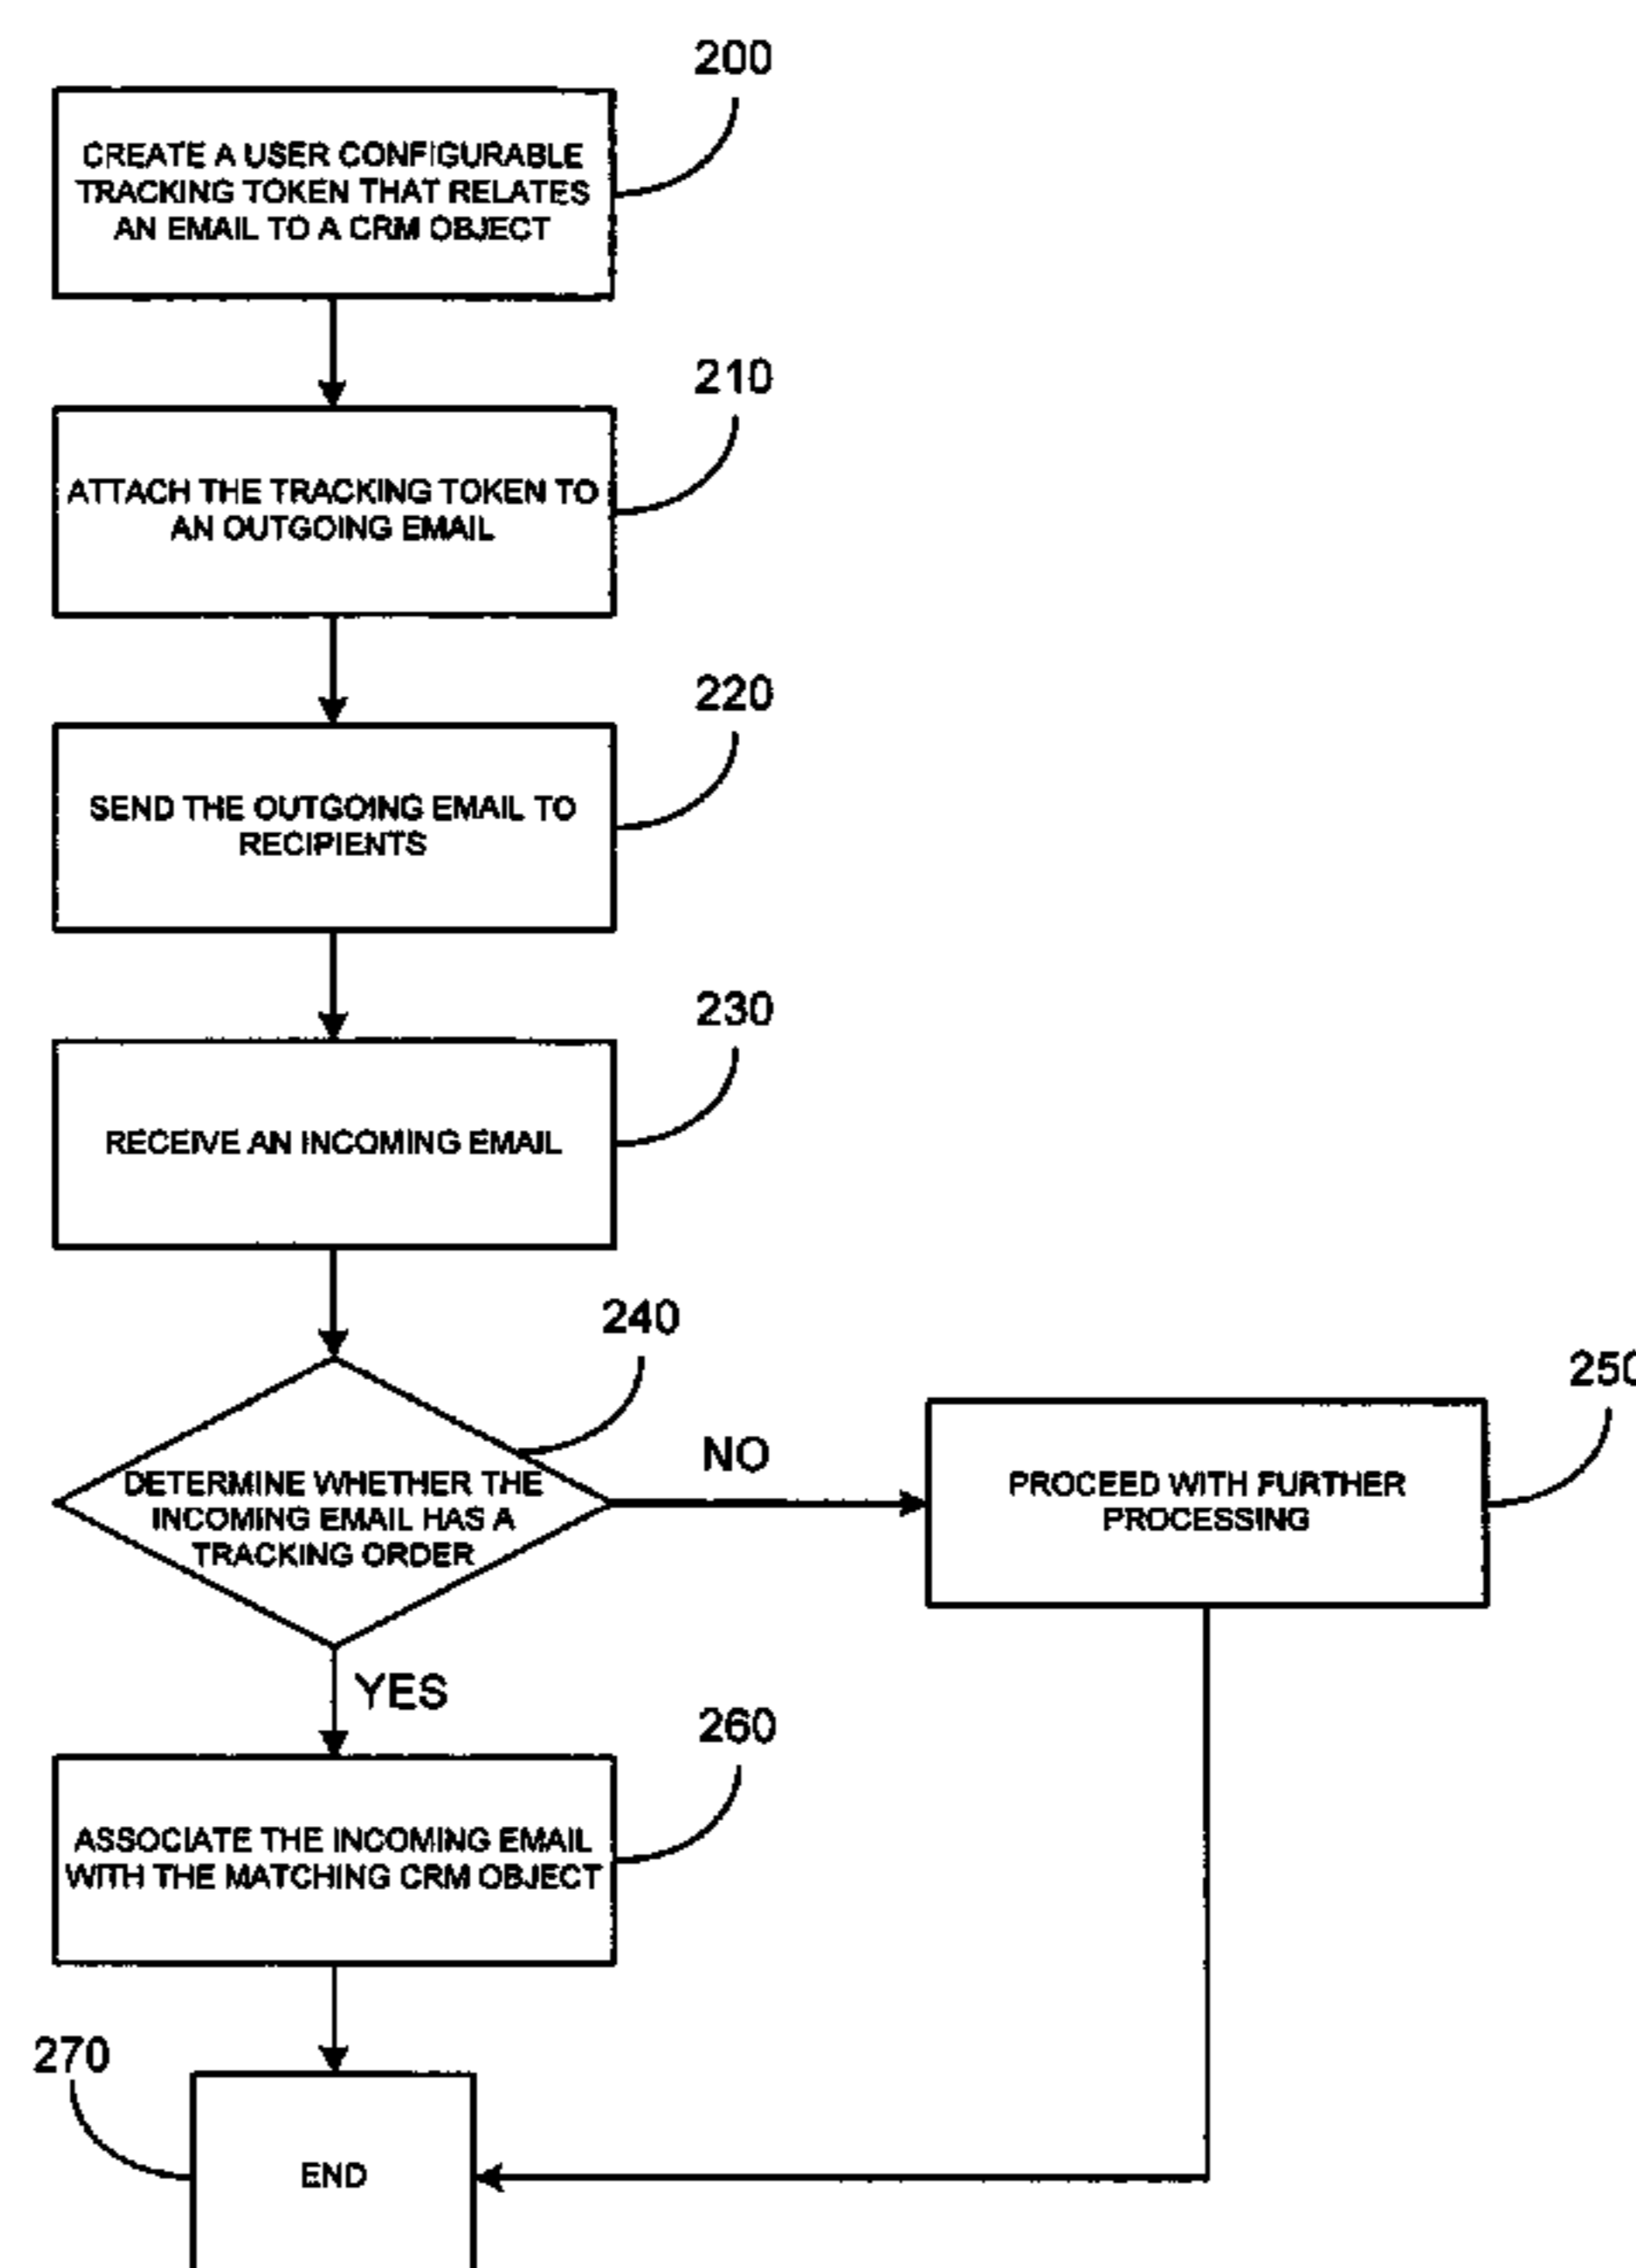 200
CREATE A USER CONFIGURABLE
TRACKING TOKEN THAT RELATES
AN EMAIL TO A CRM OBJECT
210
ATTACH THE TRACKING TOKEN TO
AN OUTGOING EMAIL
220
SEND THE OUTGOING EMAIL TO
RECIPIENTS
230
RECEIVE AN INCOMING EMAIL
240
DETERMINE WHETHER THE
INCOMING EMAIL HAS A
TRACKING ORDER
NO
250
PROCEED WITH FURTHER
PROCESSING
YES
260
ASSOCIATE THE INCOMING EMAIL
WITH THE MATCHING CRM OBJECT
270
END